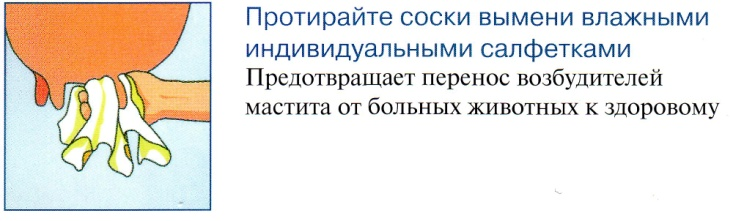 Протирайте соски вымени влажными
индивидуальными салфетками
Предотвращает перенос возбудителей
мастита от больных животных к здоровому